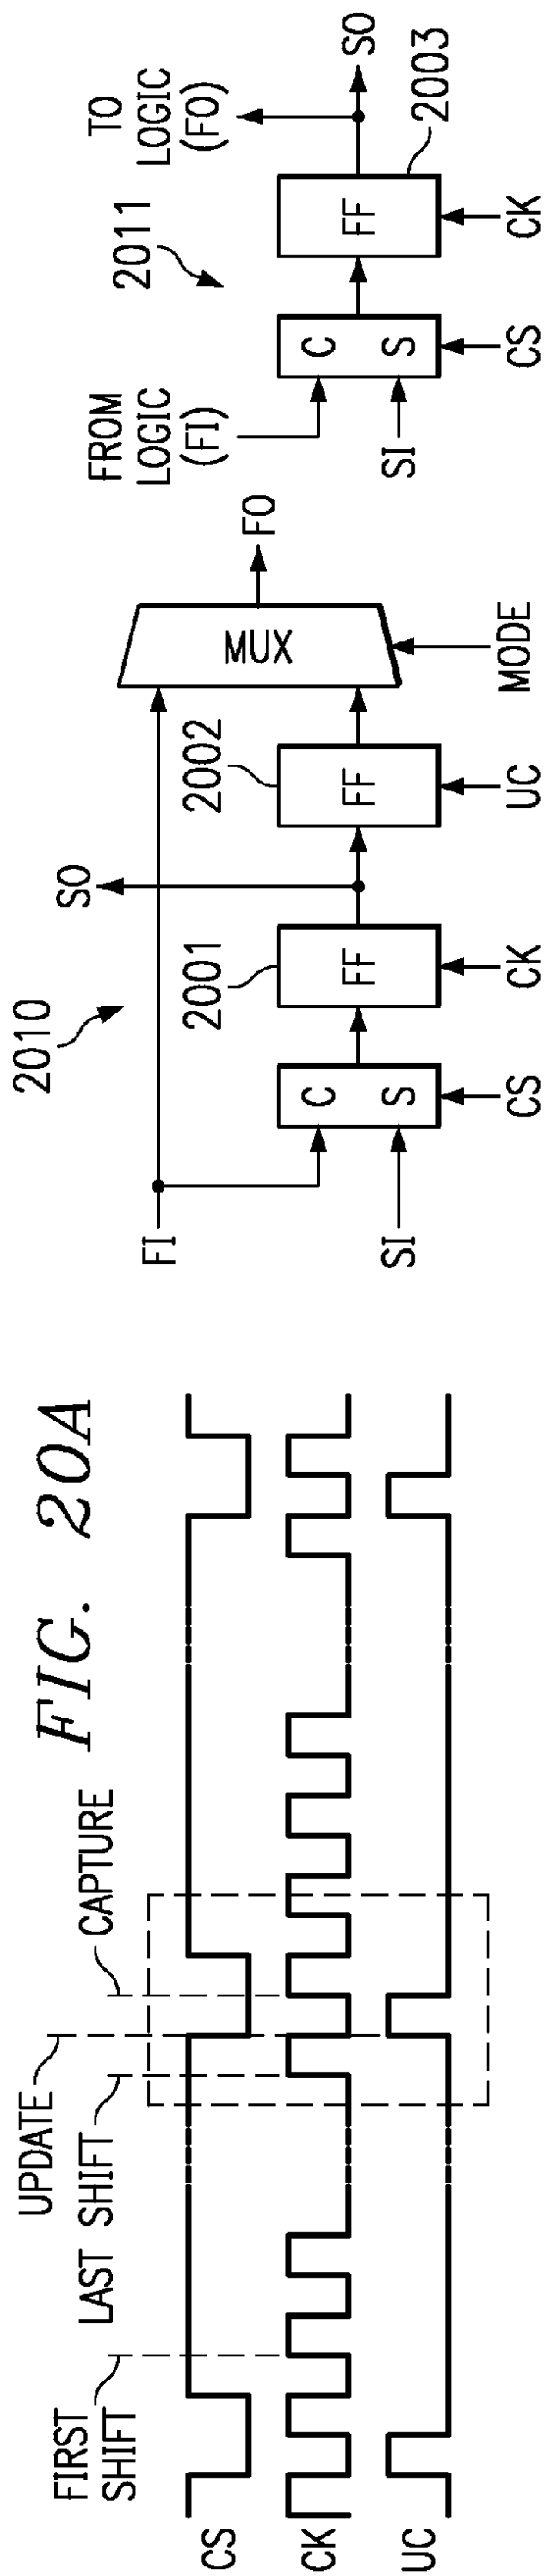 FIG. 20A
2010
SO
FI
C
S
SI
CS
2001
FF
CK
2002
FF
UC
MUX
MODE
FO
FROM
LOGIC
(FI)
2011
C
S
SI
CS
FF
CK
2003
TO
LOGIC
(FO)
SO
FIRST
SHIFT
LAST SHIFT
UPDATE
CAPTURE
CS
CK
UC